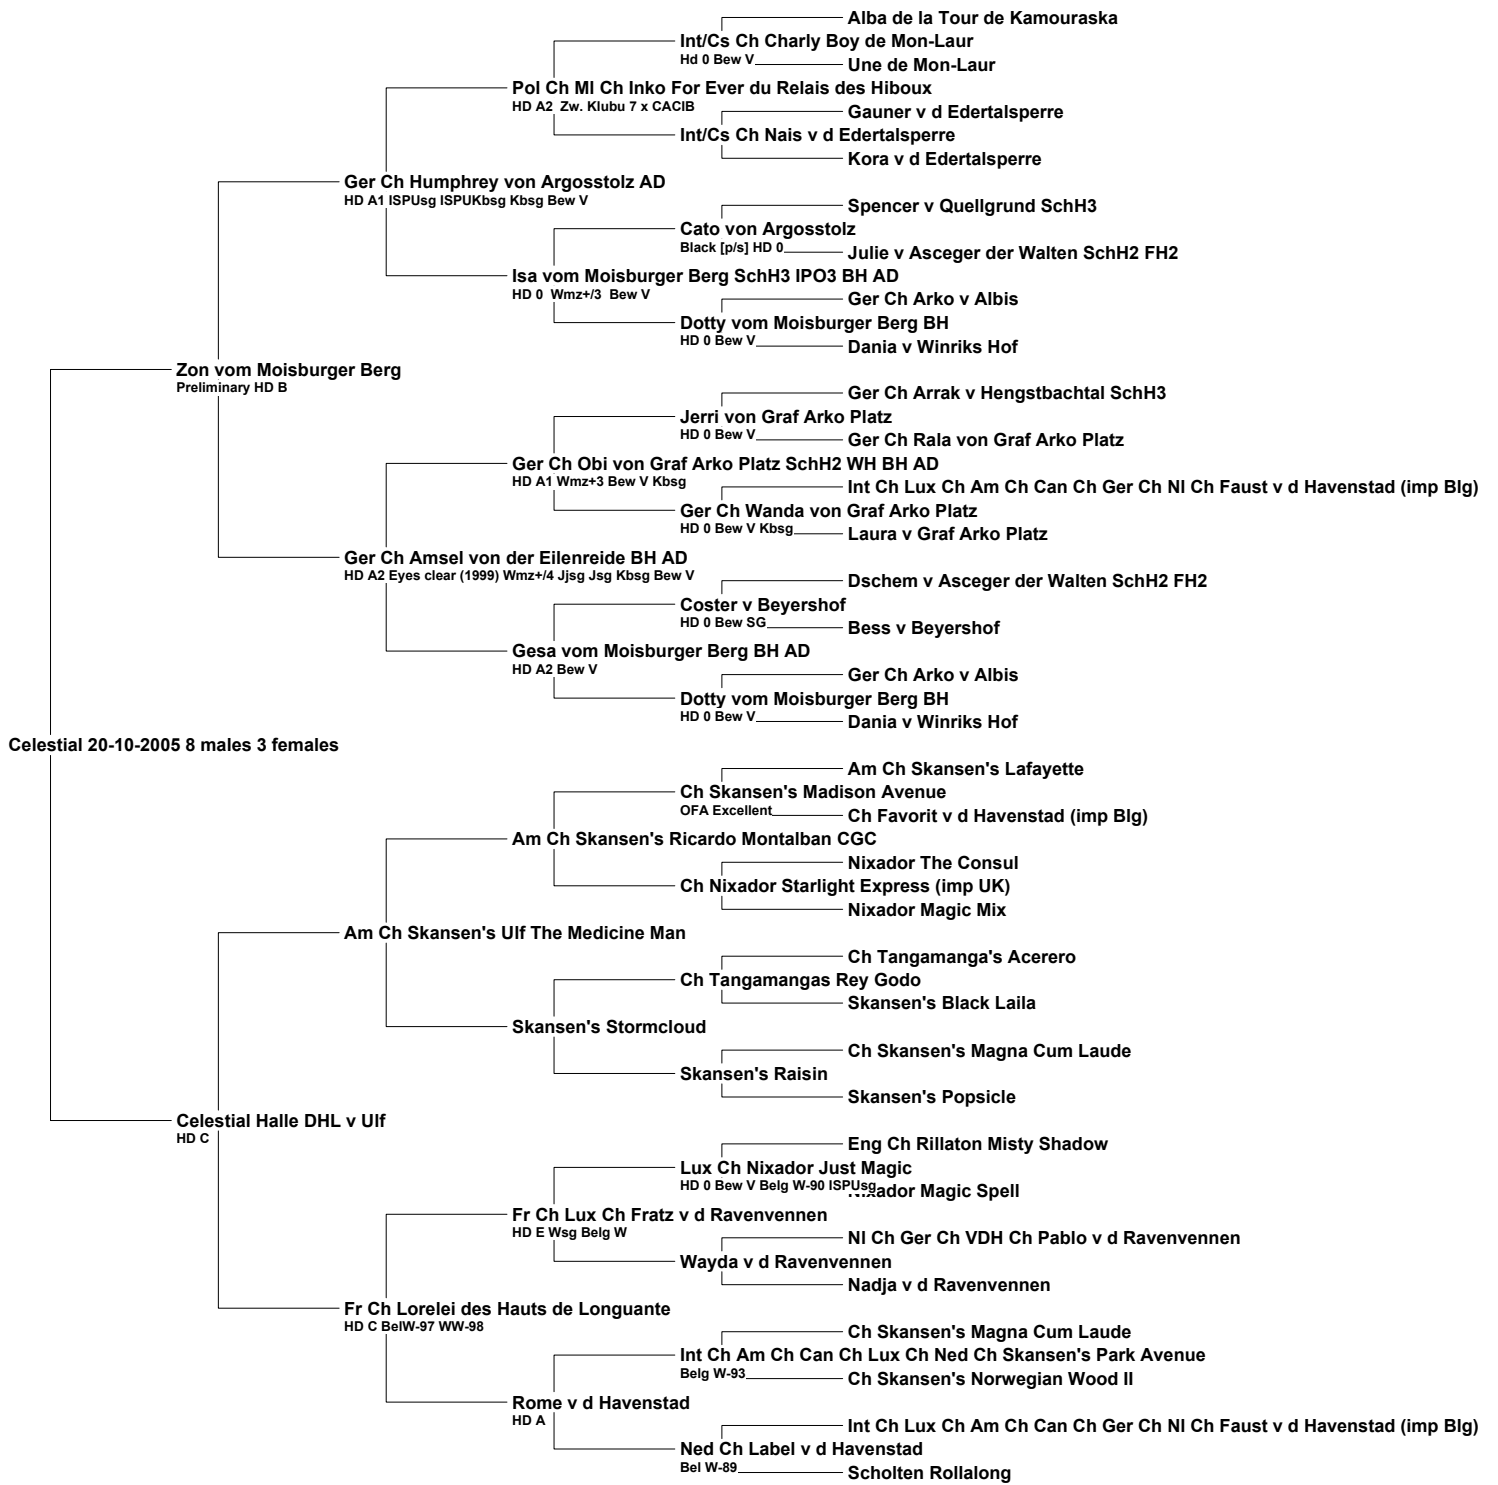 Alba de la Tour de Kamouraska
Int/Cs Ch Charly Boy de Mon-Laur
Hd 0 Bew V
Une de Mon-Laur
Pol Ch Ml Ch Inko For Ever du Relais des Hiboux
HD A2 Zw. Klubu 7 x CACIB
Gauner v d Edertalsperre
Int/Cs Ch Nais v d Edertalsperre
Kora v d Edertalsperre
Ger Ch Humphrey von Argosstolz AD
HD A1 ISPUsg ISPUKbsg Kbsg Bew V
Spencer v Quellgrund SchH3
Cato von Argosstolz
Black [p/s] HD 0
Julie v Asceger der Walten SchH2 FH2
Isa vom Moisburger Berg SchH3 IPO3 BH AD
HD 0 Wmz+/3 Bew V
Ger Ch Arko v Albis
Dotty vom Moisburger Berg BH
HD 0 Bew V
Dania v Winriks Hof
Zon vom Moisburger Berg
Preliminary HD B
Ger Ch Arrak v Hengstbachtal SchH3
Jerri von Graf Arko Platz
HD 0 Bew V
Ger Ch Rala von Graf Arko Platz
Ger Ch Obi von Graf Arko Platz SchH2 WH BH AD
HD A1 Wmz+3 Bew V Kbsg
Int Ch Lux Ch Am Ch Can Ch Ger Ch Nl Ch Faust v d Havenstad (imp Blg)
Ger Ch Wanda von Graf Arko Platz
HD 0 Bew V Kbsg
Laura v Graf Arko Platz
Ger Ch Amsel von der Eilenreide BH AD
HD A2 Eyes clear (1999) Wmz+/4 Jjsg Jsg Kbsg Bew V
Dschem v Asceger der Walten SchH2 FH2
Coster v Beyershof
HD 0 Bew SG
Bess v Beyershof
Gesa vom Moisburger Berg BH AD
HD A2 Bew V
Ger Ch Arko v Albis
Dotty vom Moisburger Berg BH
HD 0 Bew V
Dania v Winriks Hof
Celestial 20-10-2005 8 males 3 females
Am Ch Skansen's Lafayette
Ch Skansen's Madison Avenue
OFA Excellent
Ch Favorit v d Havenstad (imp Blg)
Am Ch Skansen's Ricardo Montalban CGC
Nixador The Consul
Ch Nixador Starlight Express (imp UK)
Nixador Magic Mix
Am Ch Skansen's Ulf The Medicine Man
Ch Tangamanga's Acerero
Ch Tangamangas Rey Godo
Skansen's Black Laila
Skansen's Stormcloud
Ch Skansen's Magna Cum Laude
Skansen's Raisin
Skansen's Popsicle
Celestial Halle DHL v Ulf
HD C
Eng Ch Rillaton Misty Shadow
Lux Ch Nixador Just Magic
HD 0 Bew V Belg W-90 ISPUsg
Nixador Magic Spell
Fr Ch Lux Ch Fratz v d Ravenvennen
HD E Wsg Belg W
Nl Ch Ger Ch VDH Ch Pablo v d Ravenvennen
Wayda v d Ravenvennen
Nadja v d Ravenvennen
Fr Ch Lorelei des Hauts de Longuante
HD C BelW-97 WW-98
Ch Skansen's Magna Cum Laude
Int Ch Am Ch Can Ch Lux Ch Ned Ch Skansen's Park Avenue
Belg W-93
Ch Skansen's Norwegian Wood II
Rome v d Havenstad
HD A
Int Ch Lux Ch Am Ch Can Ch Ger Ch Nl Ch Faust v d Havenstad (imp Blg)
Ned Ch Label v d Havenstad
Bel W-89
Scholten Rollalong